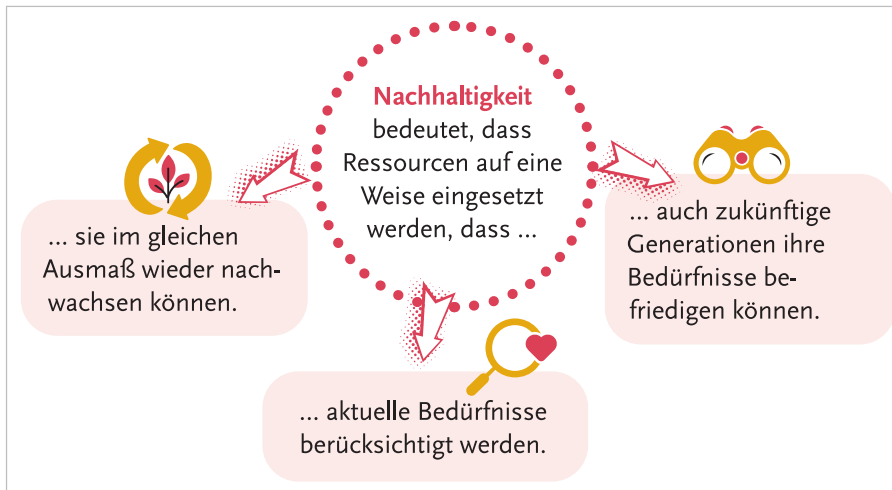 Nachhaltigkeit
bedeutet, dass
Ressourcen auf eine
Weise eingesetzt
werden, dass ...
... sie im gleichen
Ausmaß wieder nach-
wachsen können.
... aktuelle Bedürfnisse
berücksichtigt werden.
... auch zukünftige
Generationen ihre
Bedürfnisse be-
friedigen können.